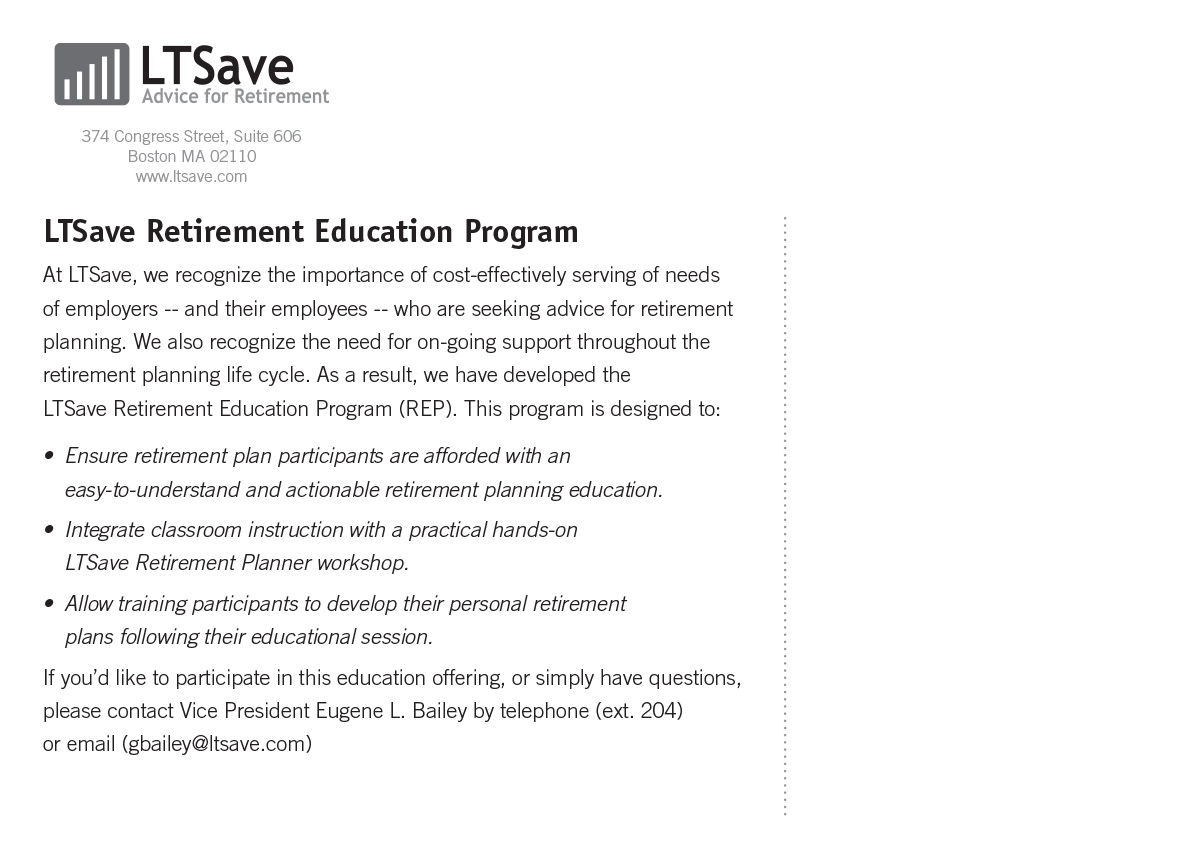 LTSave
Advice for Retirement
374 Congress Street, Suite 606
Boston MA 02110
www.ltsave.com
LTSave Retirement Education Program
At LTSave, we recognize the importance of cost-effectively serving of needs
of employers -- and their employees -- who are seeking advice for retirement
planning. We also recognize the need for on-going support throughout the
retirement planning life cycle. As a result, we have developed the
LTSave Retirement Education Program (REP). This program is designed to:
• Ensure retirement plan participants are afforded with an
easy-to-understand and actionable retirement planning education.
• Integrate classroom instruction with a practical hands-on
LTSave Retirement Planner workshop.
• Allow training participants to develop their personal retirement
plans following their educational session.
If you’d like to participate in this education offering, or simply have questions,
please contact Vice President Eugene L. Bailey by telephone (ext. 204)
or email (gbailey@ltsave.com)